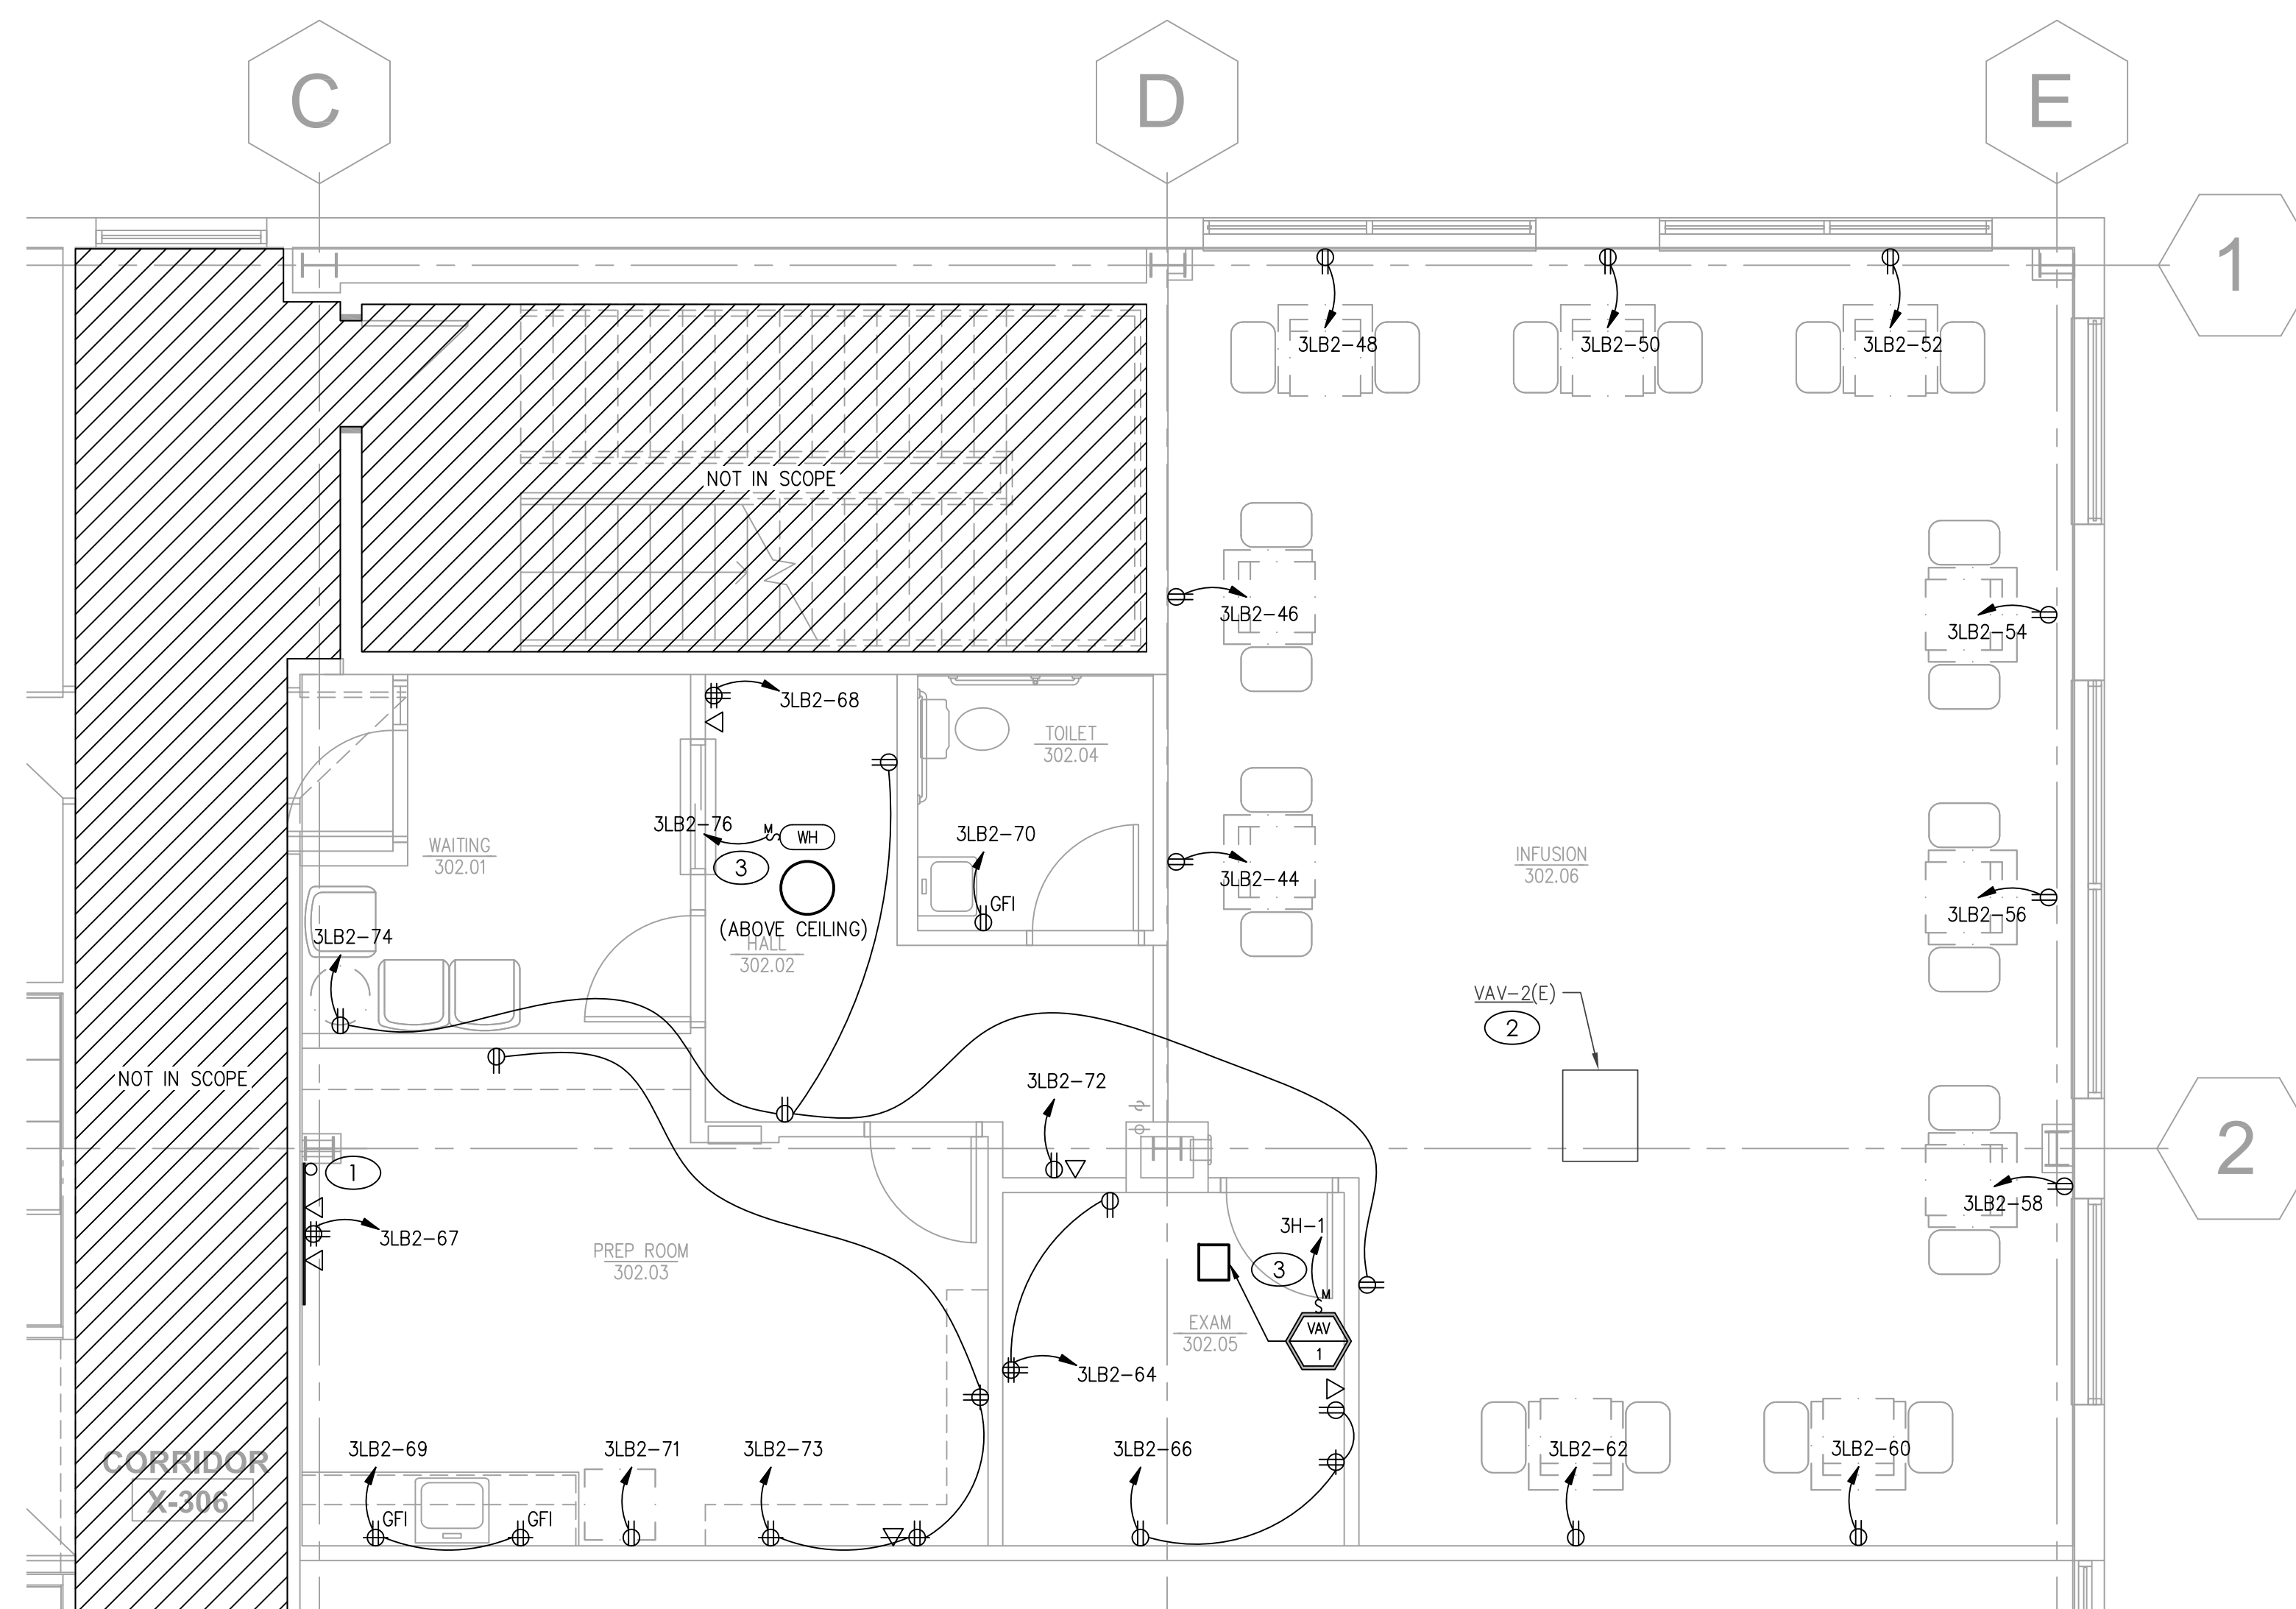 C
D
E
1
3LB2-48
3LB2-50
3LB2-52
NOT IN SCOPE
3LB2-46
3LB2-54
3LB2-68
TOILET
302.04
3LB2-76
M
S
WH
3
3LB2-70
WAITING
302.01
INFUSION
302.06
3LB2-44
GFI
3LB2-56
(ABOVE CEILING)
HALL
302.02
3LB2-74
VAV-2(E)
2
NOT IN SCOPE
3LB2-72
2
1
3LB2-58
3LB2-67
3H-1
PREP ROOM
302.03
3
M
S
EXAM
302.05
VAV
1
3LB2-64
CORRIDOR
X-306
3LB2-69
3LB2-71
3LB2-73
3LB2-66
3LB2-62
3LB2-60
GFI
GFI